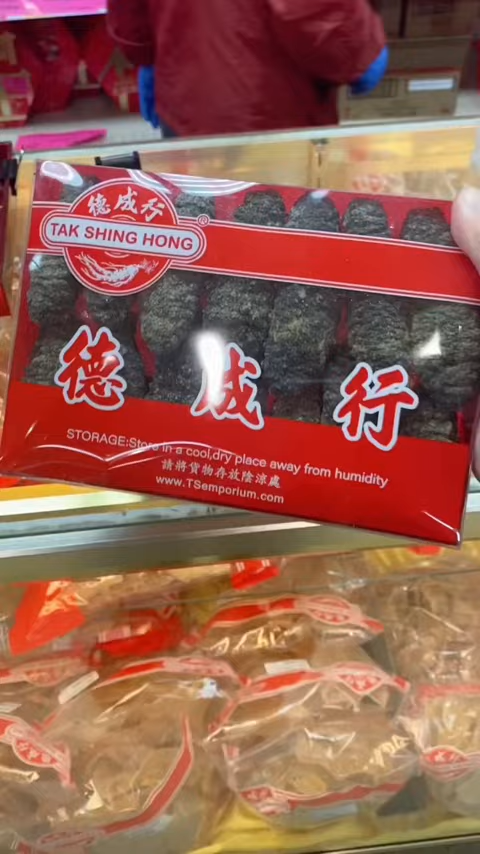 德成行
®
TAK SHING HONG
德成行
STORAGE:Store in a cool,dry place away from humidity
請將貨物存放陰涼處
www.TSemporium.com